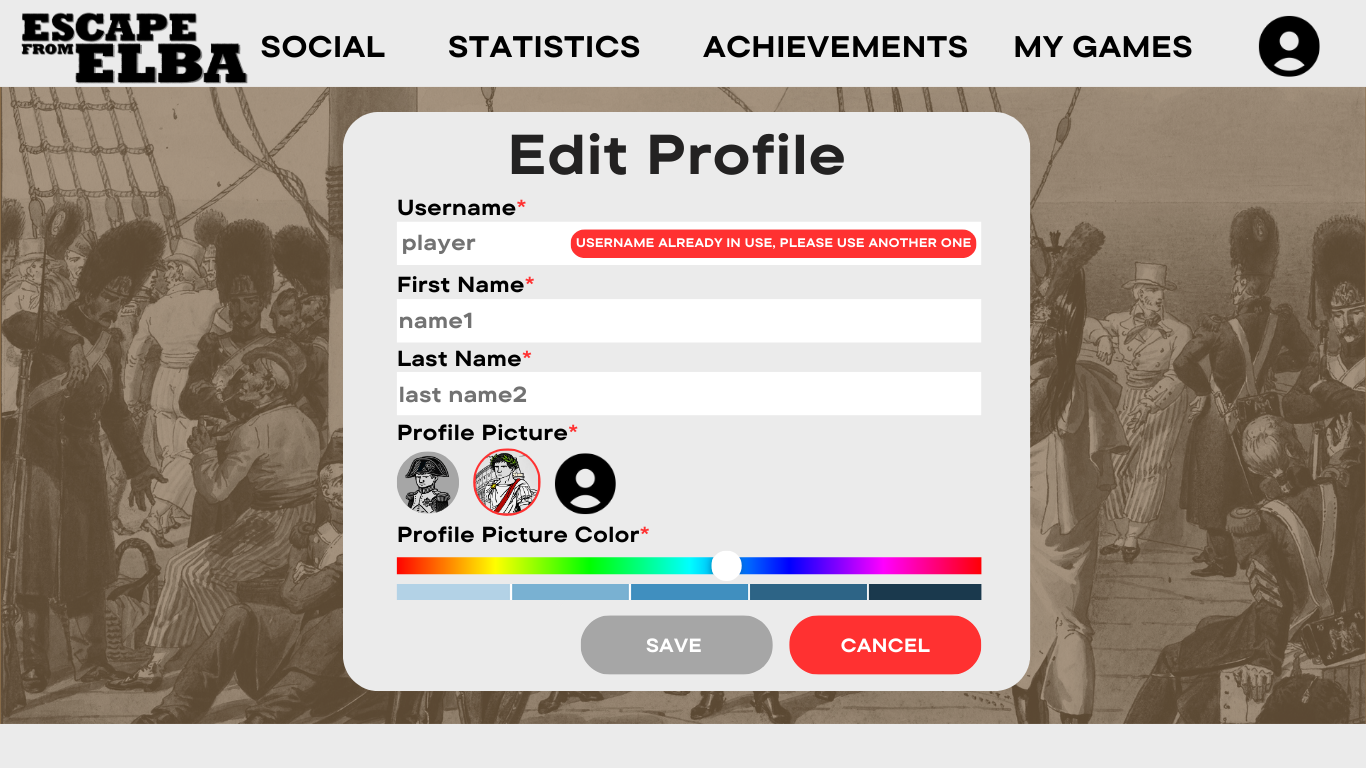 ESCAPE FROM ELBA
SOCIAL STATISTICS ACHIEVEMENTS MY GAMES
Edit Profile
Username*
player USERNAME ALREADY IN USE, PLEASE USE ANOTHER ONE
First Name*
name1
Last Name*
last name2
Profile Picture*
Profile Picture Color*
SAVE CANCEL